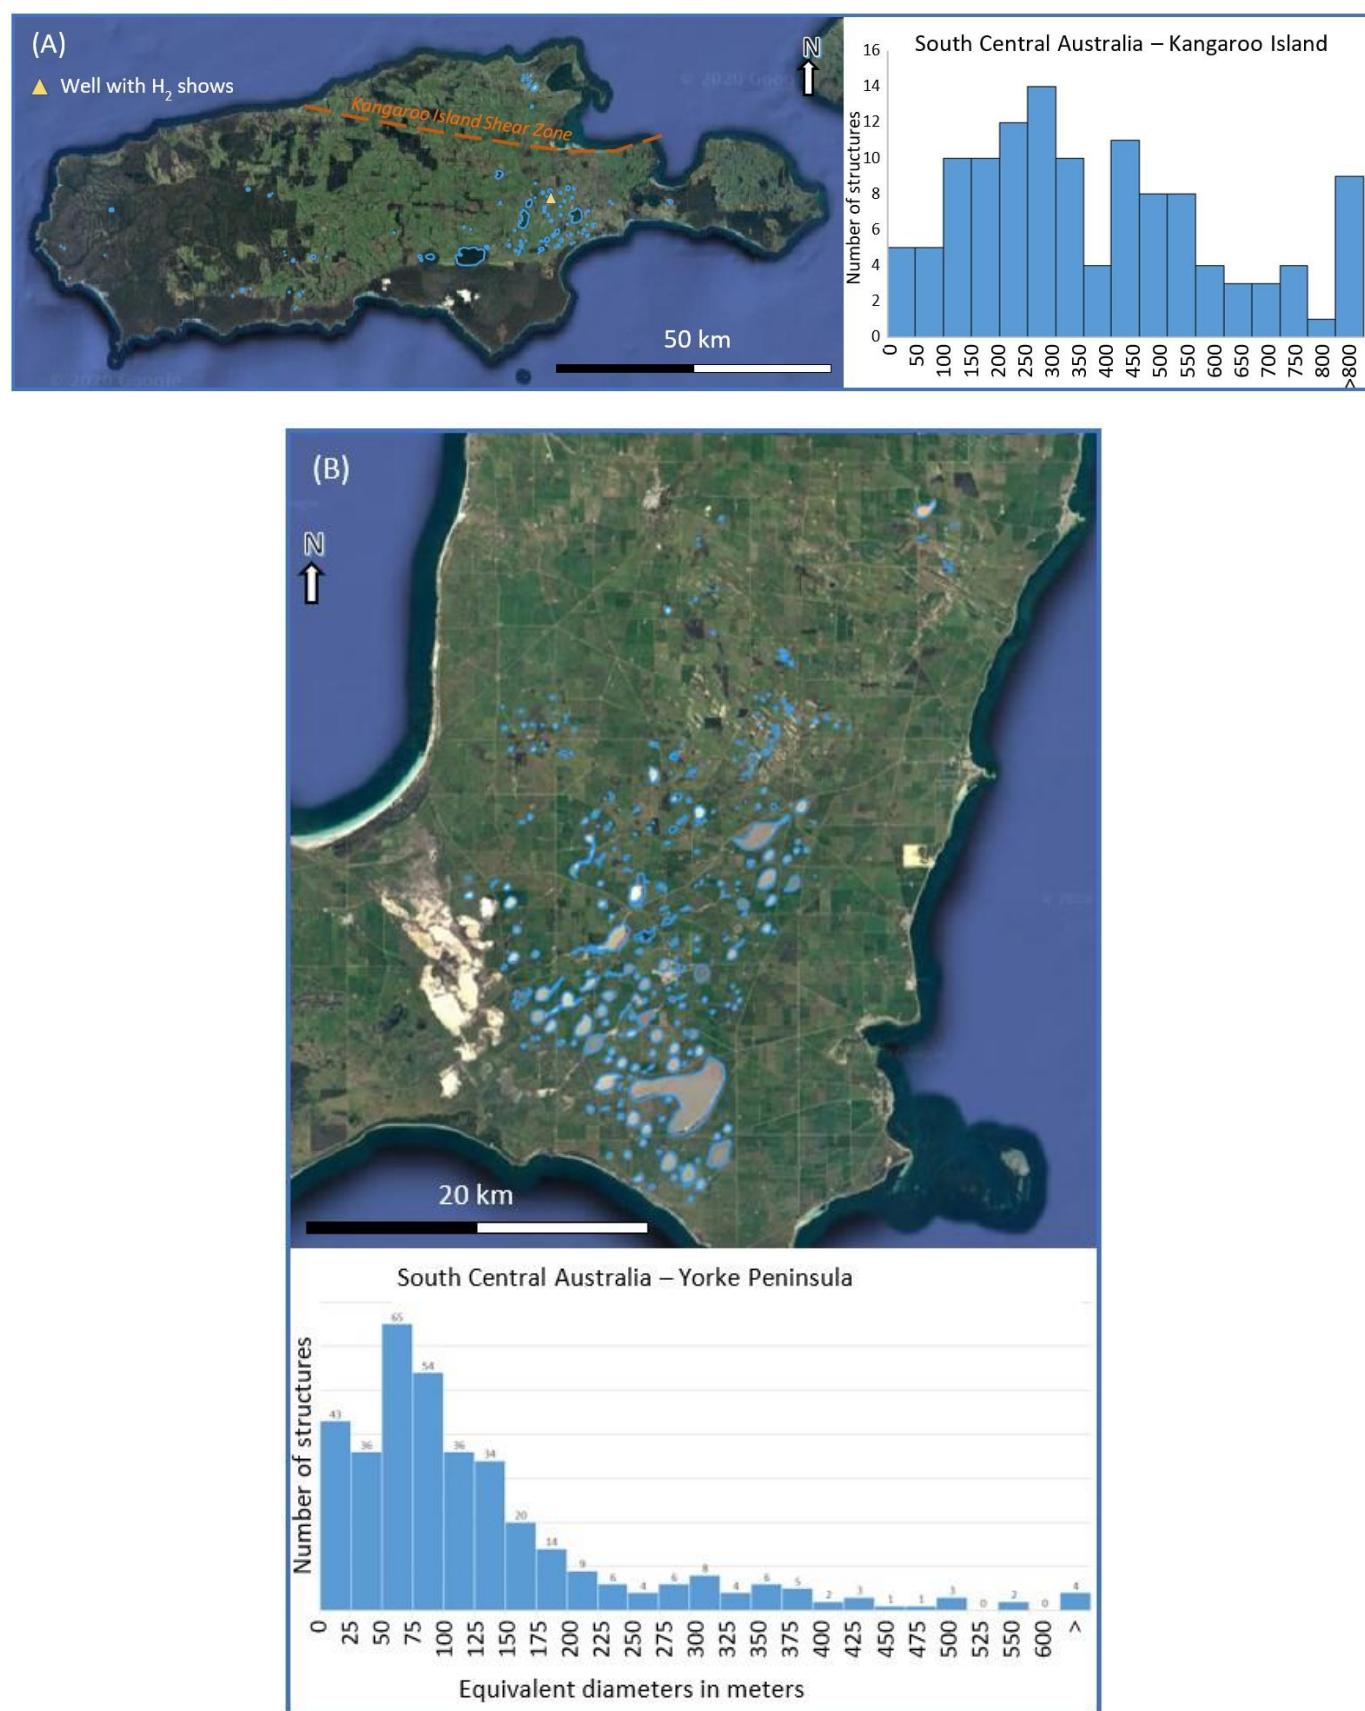 (A)
Well with H2 shows
Kangaroo Island Shear Zone
N
50 km
© 2020 Google
South Central Australia – Kangaroo Island
Number of structures
16
14
12
10
8
6
4
2
0
0 50 100 150 200 250 300 350 400 450 500 550 600 650 700 750 800 >800
(B)
N
20 km
South Central Australia – Yorke Peninsula
Number of structures
43 36 65 54 36 34 20 14 9 6 4 6 8 4 6 5 2 3 1 1 3 0 2 0 4
0 25 50 75 100 125 150 175 200 225 250 275 300 325 350 375 400 425 450 475 500 525 550 600 >
Equivalent diameters in meters